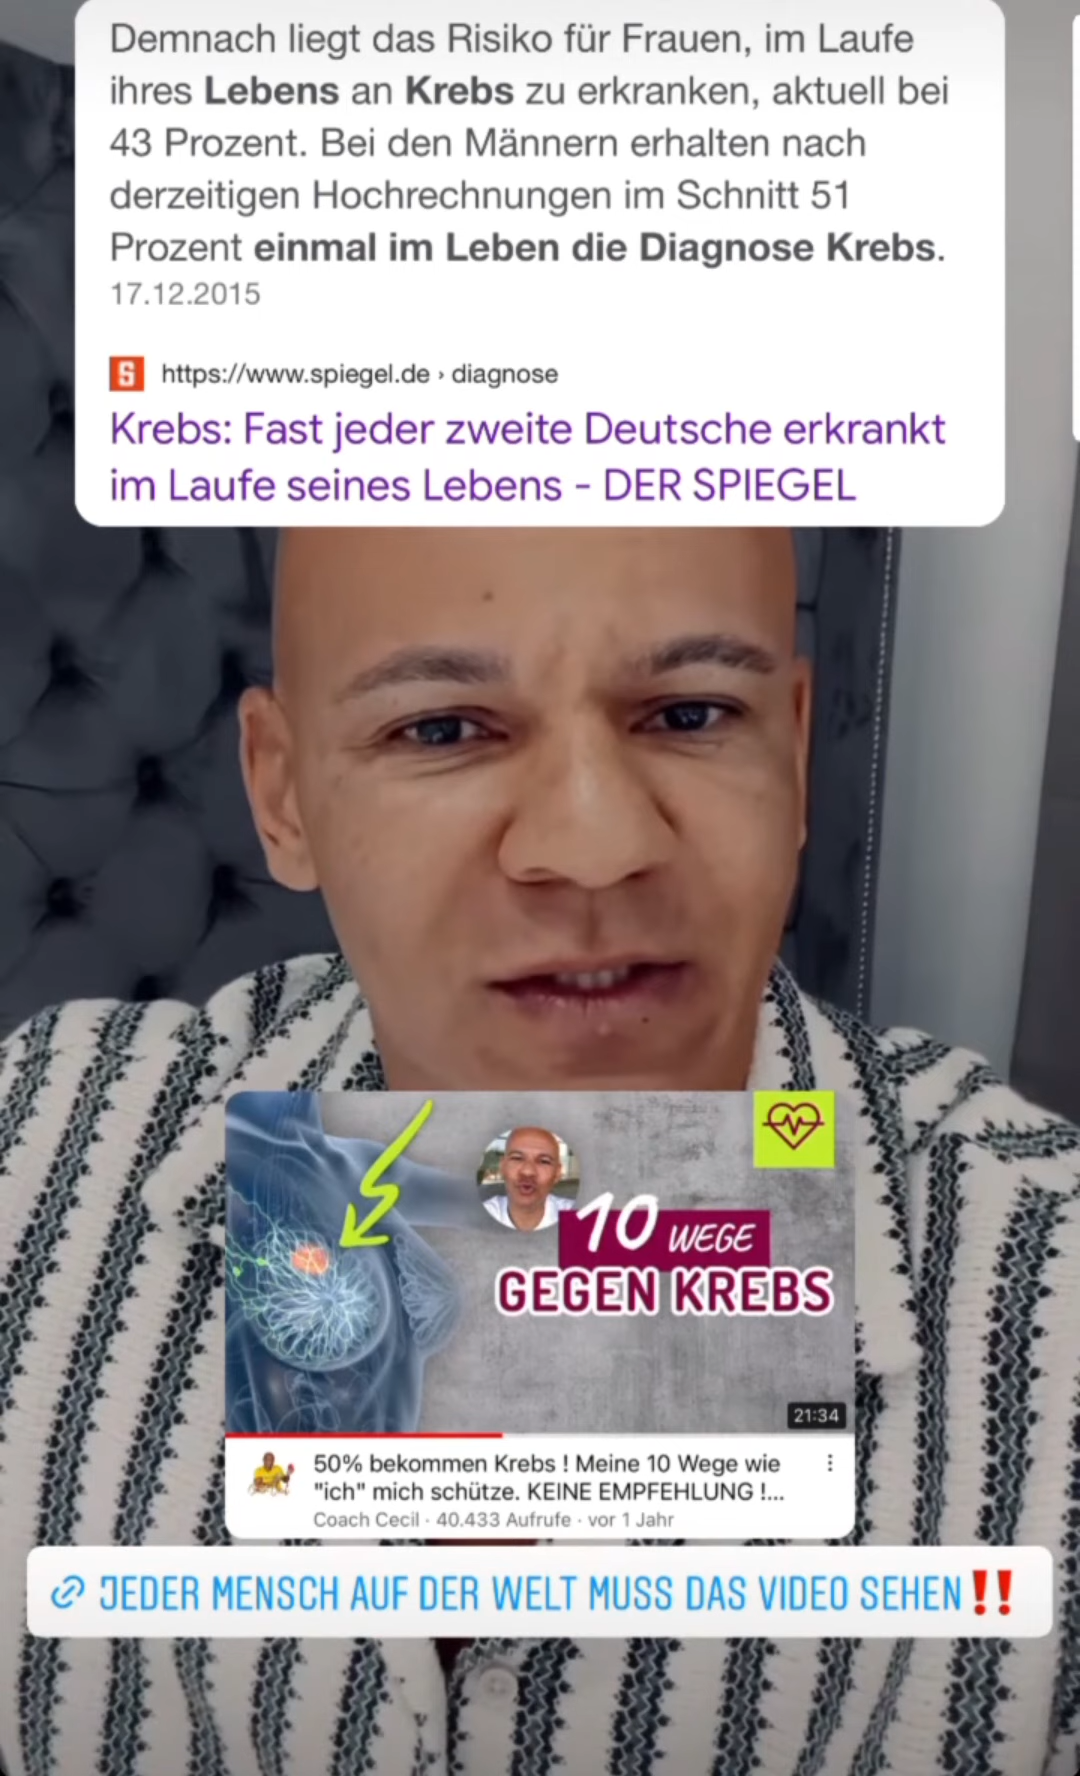 Demnach liegt das Risiko für Frauen, im Laufe
ihres Lebens an Krebs zu erkranken, aktuell bei
43 Prozent. Bei den Männern erhalten nach
derzeitigen Hochrechnungen im Schnitt 51
Prozent einmal im Leben die Diagnose Krebs.
17.12.2015
S https://www.spiegel.de › diagnose
Krebs: Fast jeder zweite Deutsche erkrankt
im Laufe seines Lebens - DER SPIEGEL
10 WEGE
GEGEN KREBS
21:34
50% bekommen Krebs ! Meine 10 Wege wie
"ich" mich schütze. KEINE EMPFEHLUNG !...
Coach Cecil · 40.433 Aufrufe · vor 1 Jahr
JEDER MENSCH AUF DER WELT MUSS DAS VIDEO SEHEN‼️